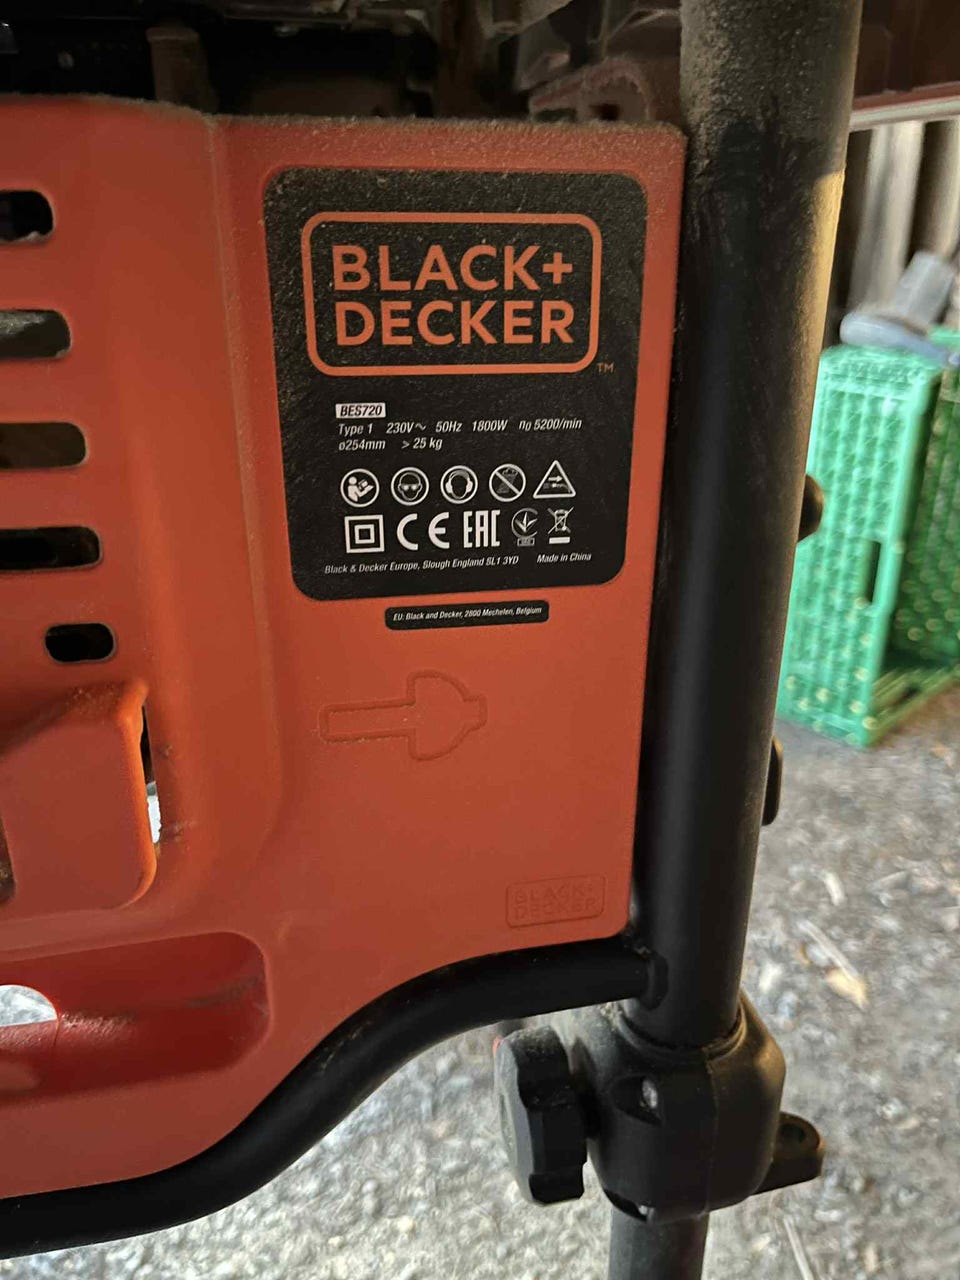 BLACK+
DECKER
TM
BES720
Type 1 230V~ 50Hz 1800W n₀ 5200/min
ø254mm > 25 kg
CE EAC
Black & Decker Europe, Slough England SL1 3YD Made in China
EU: Black and Decker, 2800 Mechelen, Belgium
BLACK+
DECKER